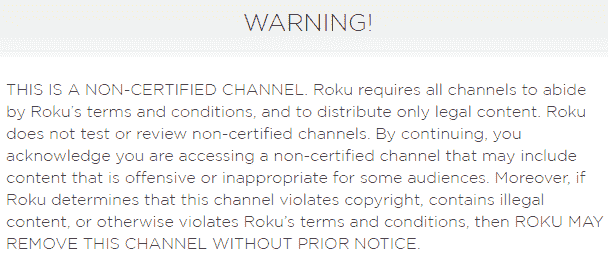 WARNING!
THIS IS A NON-CERTIFIED CHANNEL. Roku requires all channels to abide
by Roku's terms and conditions, and to distribute only legal content. Roku
does not test or review non-certified channels. By continuing, you
acknowledge you are accessing a non-certified channel that may include
content that is offensive or inappropriate for some audiences. Moreover, if
Roku determines that this channel violates copyright, contains illegal
content, or otherwise violates Roku's terms and conditions, then ROKU MAY
REMOVE THIS CHANNEL WITHOUT PRIOR NOTICE.